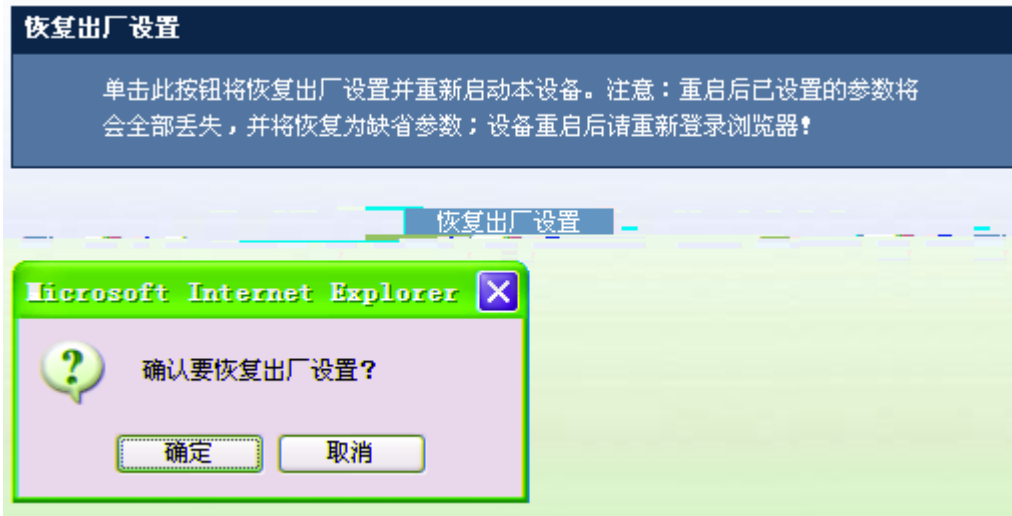 恢复出厂设置
单击此按钮将恢复出厂设置并重新启动本设备。注意：重启后已设置的参数将
会全部丢失，并将恢复为缺省参数；设备重启后请重新登录浏览器！
恢复出厂设置
Microsoft Internet Explorer
确认要恢复出厂设置？
确定
取消